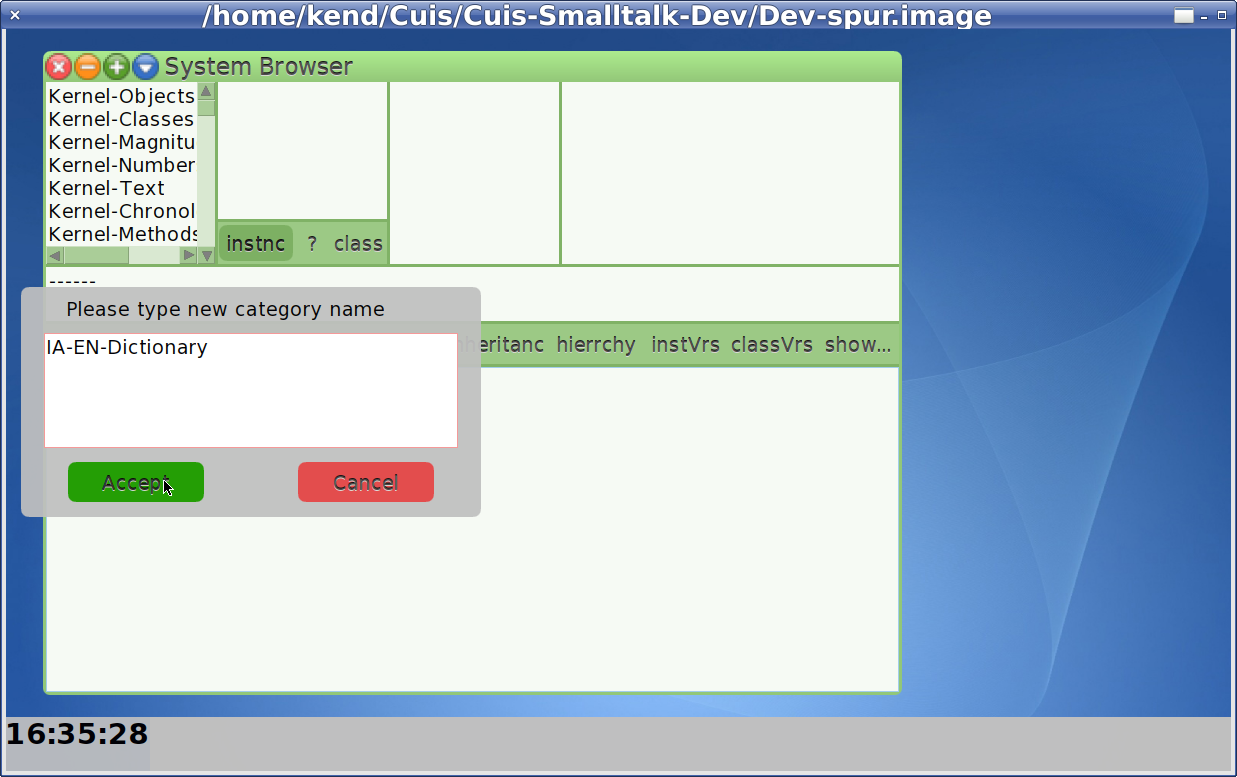 /home/kend/Cuis/Cuis-Smalltalk-Dev/Dev-spur.image
System Browser
Kernel-Objects
Kernel-Classes
Kernel-Magnitu
Kernel-Number
Kernel-Text
Kernel-Chronol
Kernel-Methods
instnc ? class
------
Please type new category name
IA-EN-Dictionary
heritanc hierrchy instVrs classVrs show...
Accept Cancel
16:35:28